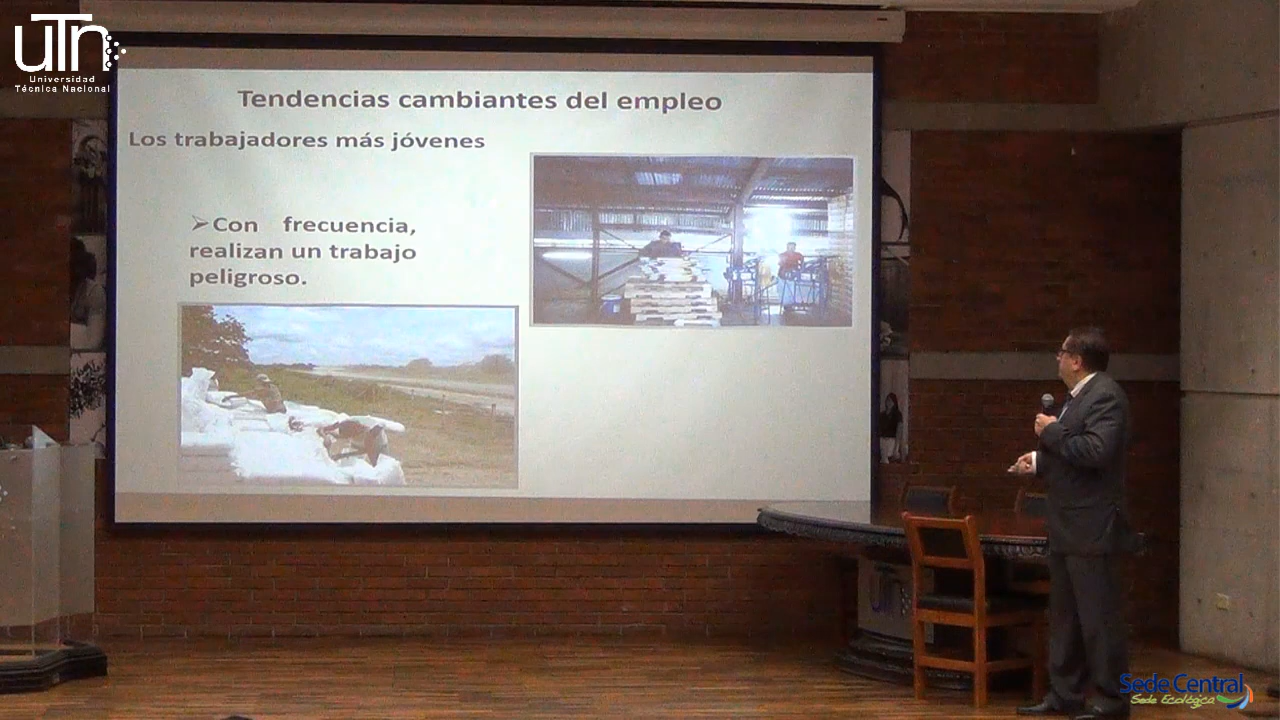 uTn
Universidad
Técnica Nacional
Tendencias cambiantes del empleo
Los trabajadores más jóvenes
➢Con frecuencia,
realizan un trabajo
peligroso.
Sede Central
Sede Ecológica